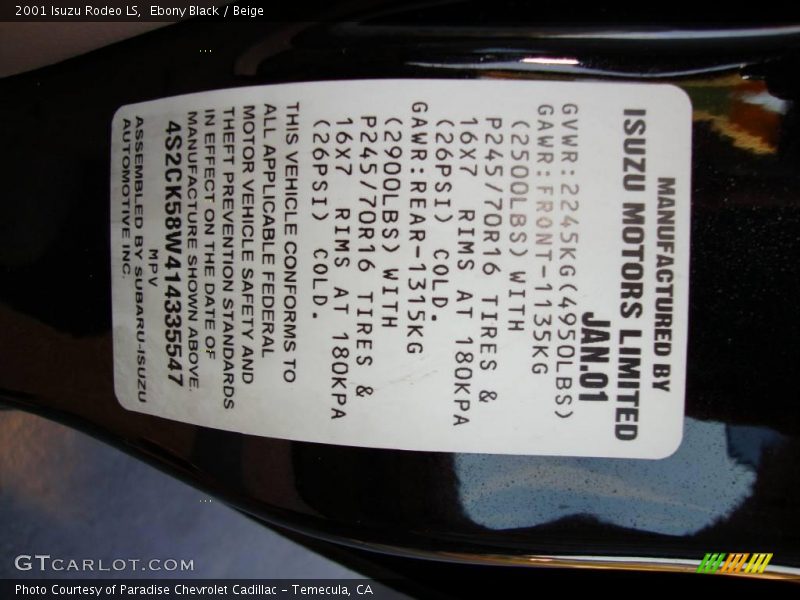 2001 Isuzu Rodeo LS, Ebony Black / Beige
MANUFACTURED BY
ISUZU MOTORS LIMITED
JAN.01
GVWR:2245KG(4950LBS)
GAWR:FRONT-1135KG
(2500LBS) WITH
P245/70R16 TIRES &
16X7 RIMS AT 180KPA
(26PSI) COLD.
GAWR:REAR-1315KG
(2900LBS) WITH
P245/70R16 TIRES &
16X7 RIMS AT 180KPA
(26PSI) COLD.
THIS VEHICLE CONFORMS TO
ALL APPLICABLE FEDERAL
MOTOR VEHICLE SAFETY AND
THEFT PREVENTION STANDARDS
IN EFFECT ON THE DATE OF
MANUFACTURE SHOWN ABOVE.
4S2CK58W414335547
MPV
ASSEMBLED BY SUBARU-ISUZU
AUTOMOTIVE INC.
GTCARLOT.COM
Photo Courtesy of Paradise Chevrolet Cadillac - Temecula, CA